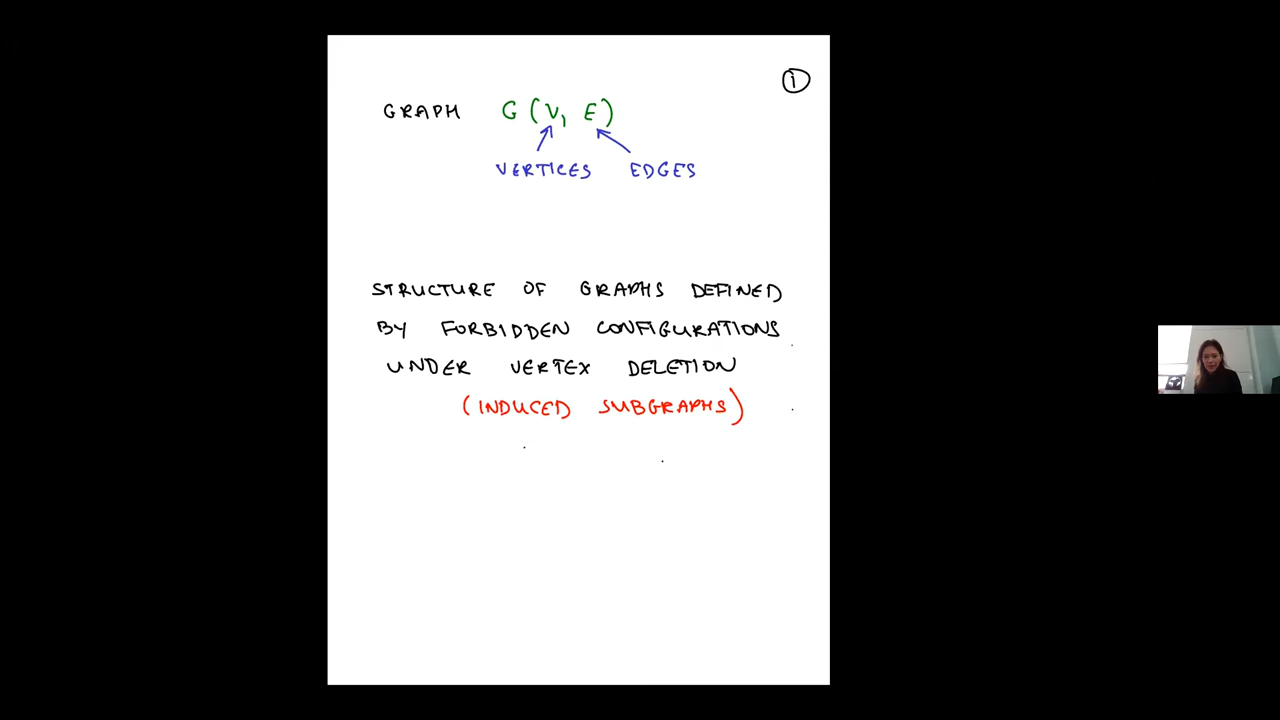 1
GRAPH G (V, E)
VERTICES EDGES
STRUCTURE OF GRAPHS DEFINED
BY FORBIDDEN CONFIGURATIONS
UNDER VERTEX DELETION
(INDUCED SUBGRAPHS)